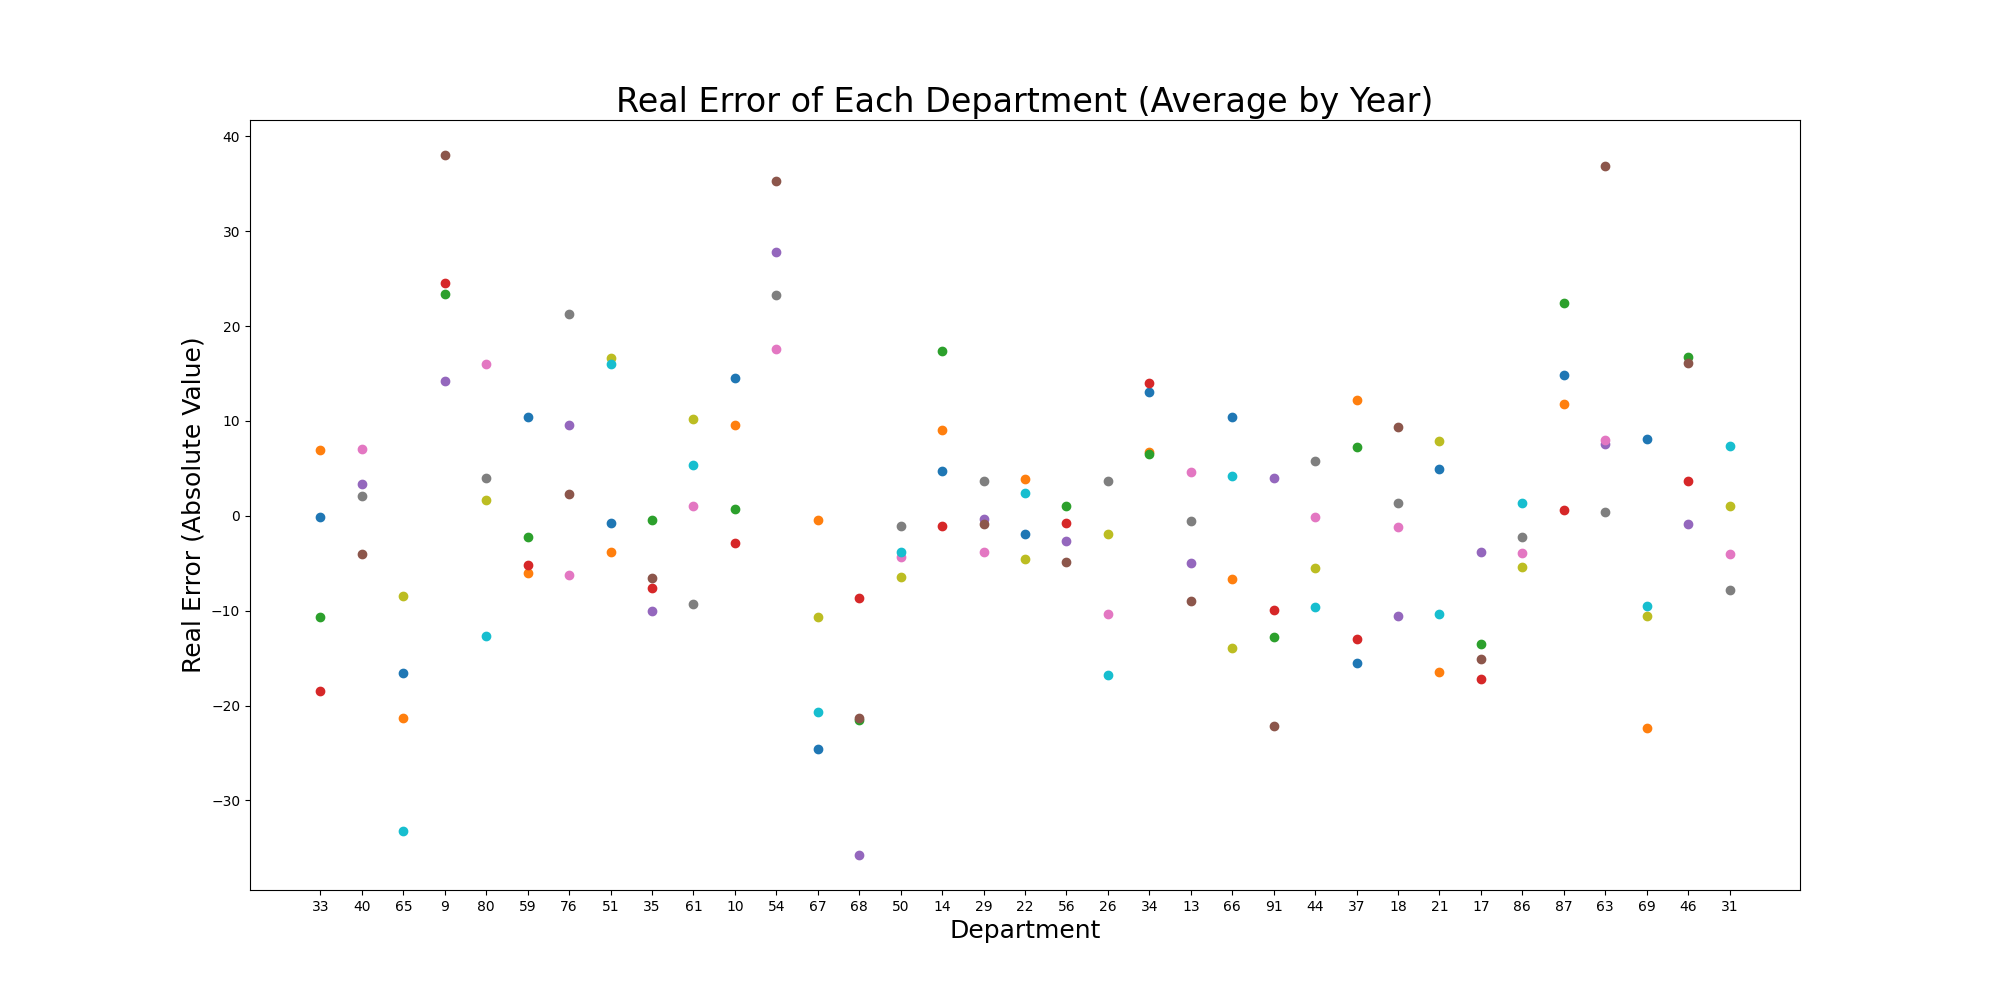 Real Error of Each Department (Average by Year)
Real Error (Absolute Value)
40
30
20
10
0
−10
−20
−30
33 40 65 9 80 59 76 51 35 61 10 54 67 68 50 14 29 22 56 26 34 13 66 91 44 37 18 21 17 86 87 63 69 46 31
Department